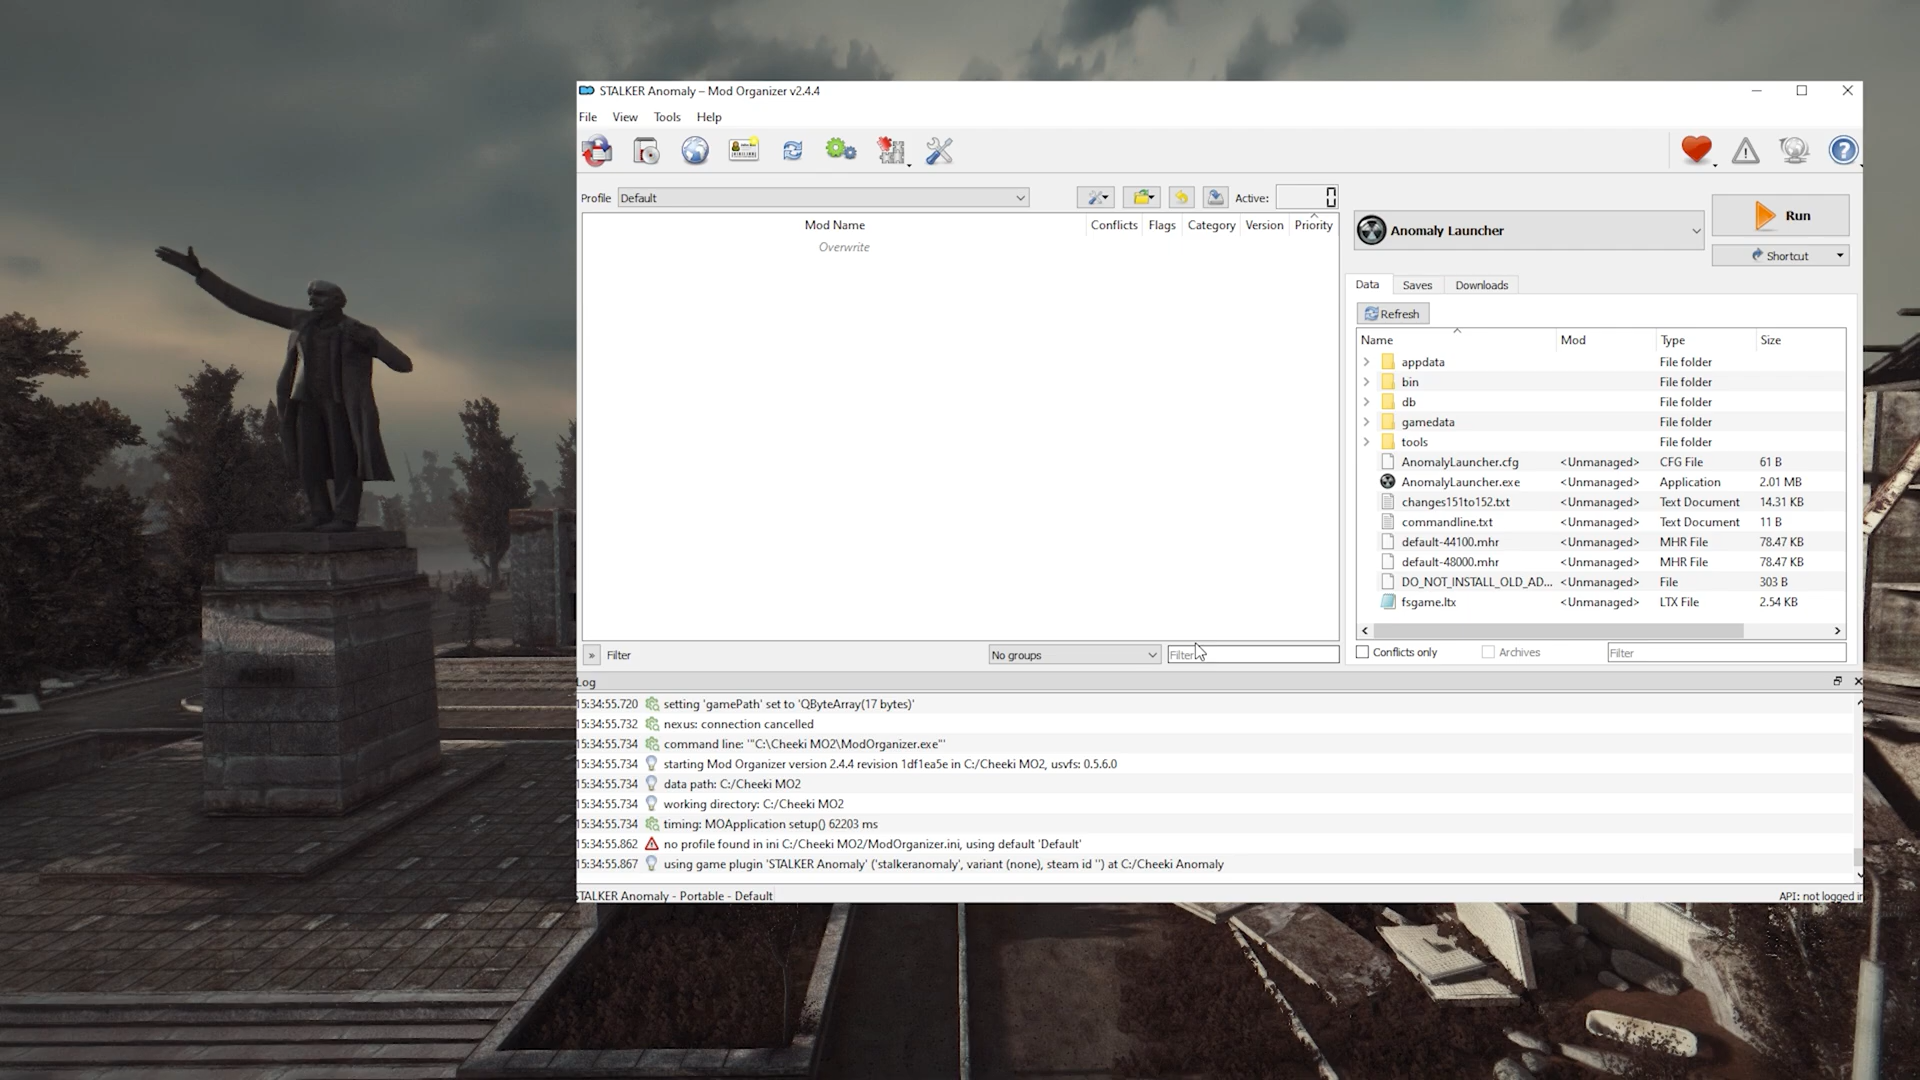 STALKER Anomaly – Mod Organizer v2.4.4
File View Tools Help
Profile Default Active: 0
Mod Name Conflicts Flags Category Version Priority
Overwrite
» Filter No groups Filter
Anomaly Launcher
Run
Shortcut
Data Saves Downloads
Refresh
Name Mod Type Size
appdata File folder
bin File folder
db File folder
gamedata File folder
tools File folder
AnomalyLauncher.cfg <Unmanaged> CFG File 61 B
AnomalyLauncher.exe <Unmanaged> Application 2.01 MB
changes151to152.txt <Unmanaged> Text Document 14.31 KB
commandline.txt <Unmanaged> Text Document 11 B
default-44100.mhr <Unmanaged> MHR File 78.47 KB
default-48000.mhr <Unmanaged> MHR File 78.47 KB
DO_NOT_INSTALL_OLD_AD... <Unmanaged> File 303 B
fsgame.ltx <Unmanaged> LTX File 2.54 KB
Conflicts only Archives Filter
Log
15:34:55.720 setting 'gamePath' set to 'QByteArray(17 bytes)'
15:34:55.732 nexus: connection cancelled
15:34:55.734 command line: '"C:\Cheeki MO2\ModOrganizer.exe"'
15:34:55.734 starting Mod Organizer version 2.4.4 revision 1df1ea5e in C:/Cheeki MO2, usvfs: 0.5.6.0
15:34:55.734 data path: C:/Cheeki MO2
15:34:55.734 working directory: C:/Cheeki MO2
15:34:55.734 timing: MOApplication setup() 62203 ms
15:34:55.862 no profile found in ini C:/Cheeki MO2/ModOrganizer.ini, using default 'Default'
15:34:55.867 using game plugin 'STALKER Anomaly' ('stalkeranomaly', variant (none), steam id '') at C:/Cheeki Anomaly
STALKER Anomaly - Portable - Default API: not logged in